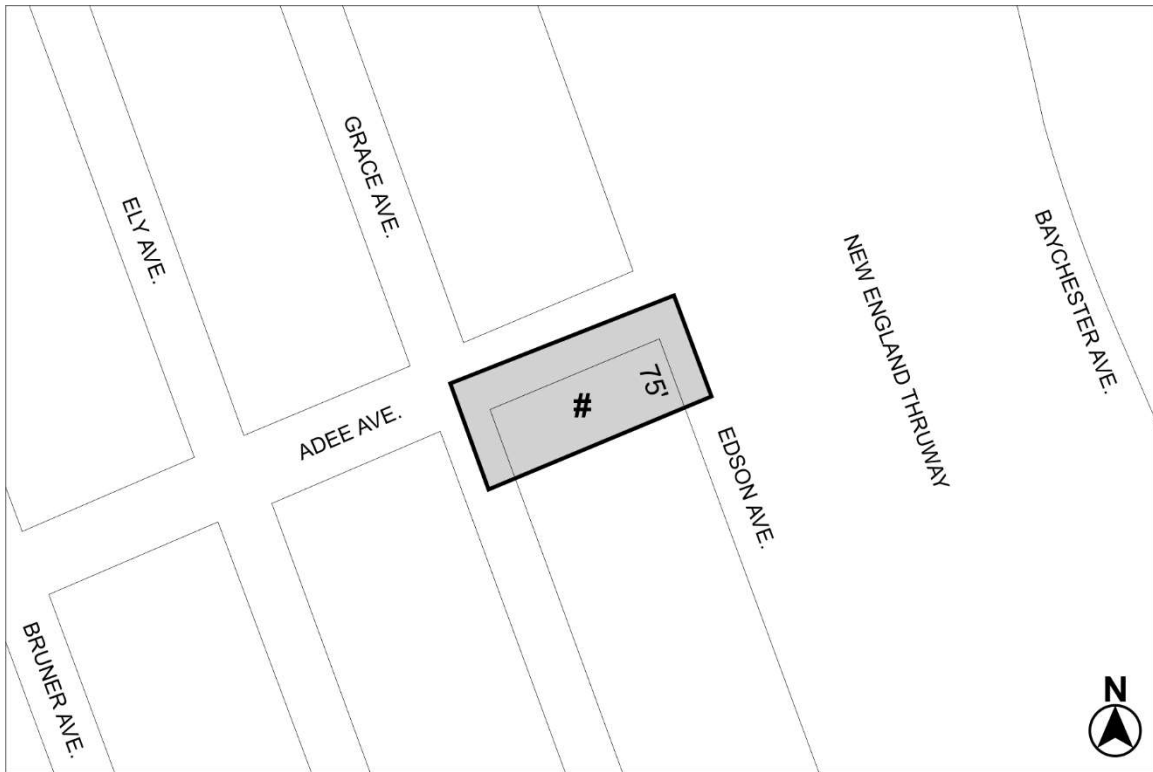 GRACE AVE.
ELY AVE.
BAYCHESTER AVE.
NEW ENGLAND THRUWAY
75'
#
ADEE AVE.
EDSON AVE.
BRUNER AVE.
N